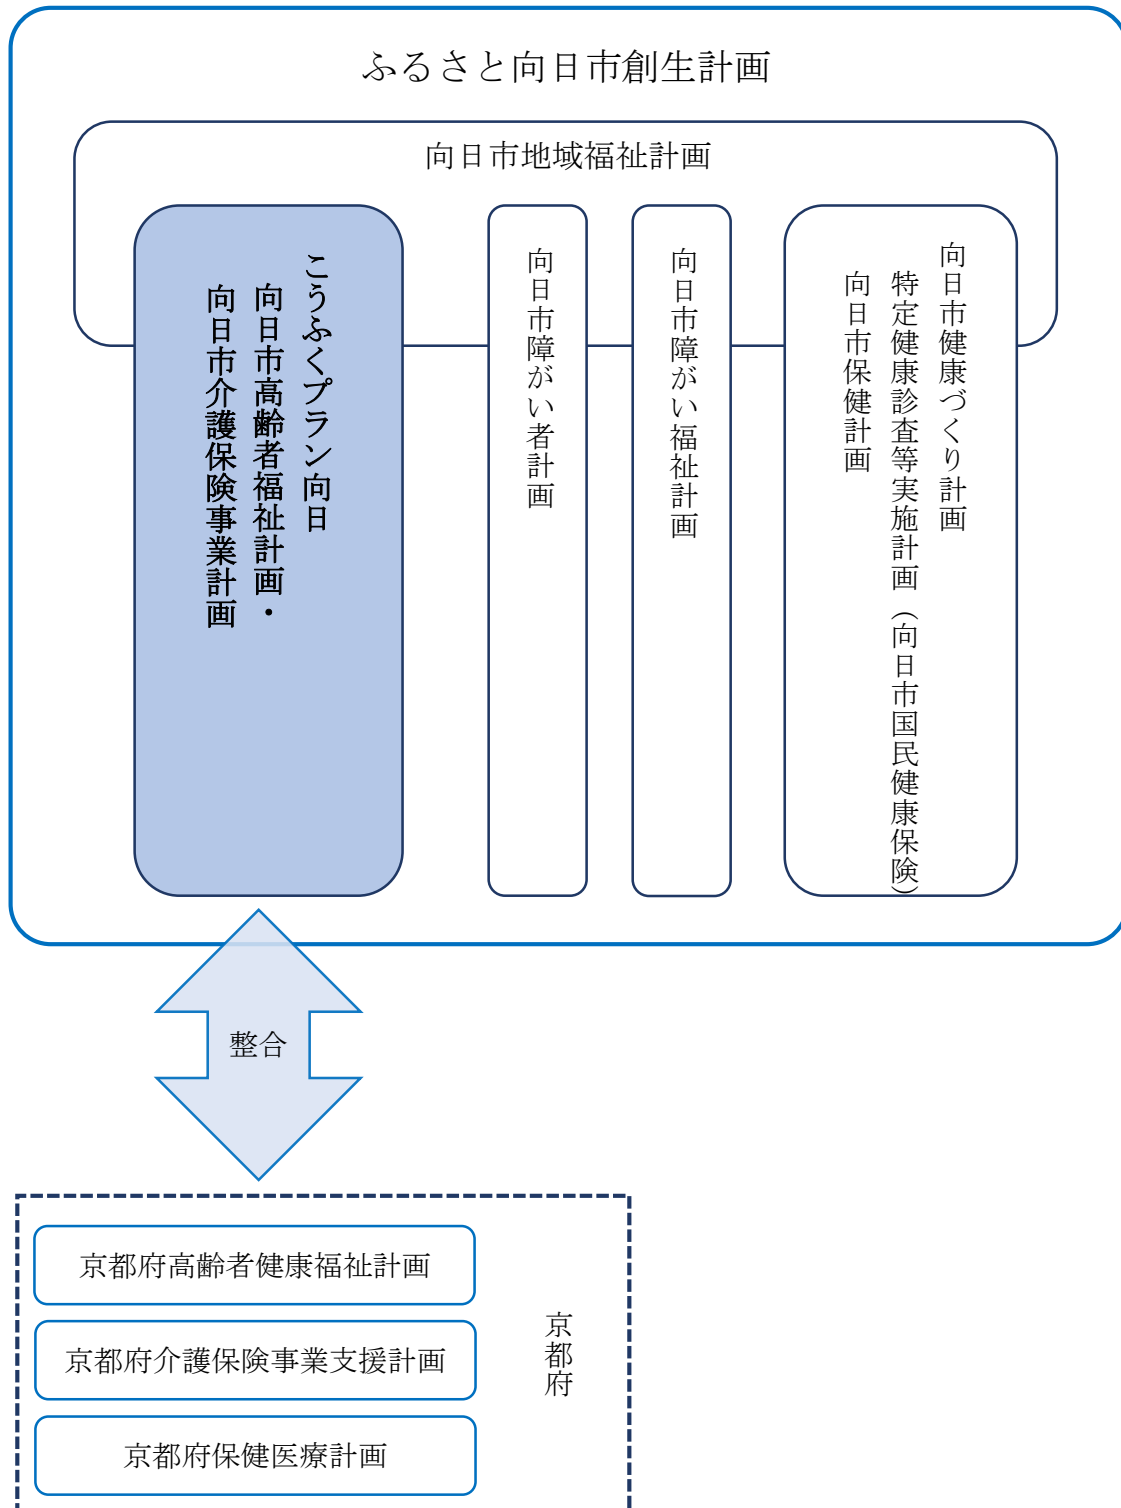 ふるさと向日市創生計画
向日市地域福祉計画
こうふくプラン向日
向日市高齢者福祉計画・
向日市介護保険事業計画
向日市障がい者計画
向日市障がい福祉計画
向日市健康づくり計画
特定健康診査等実施計画（向日市国民健康保険）
向日市保健計画
整合
京都府高齢者健康福祉計画
京都府介護保険事業支援計画
京都府保健医療計画
京都府